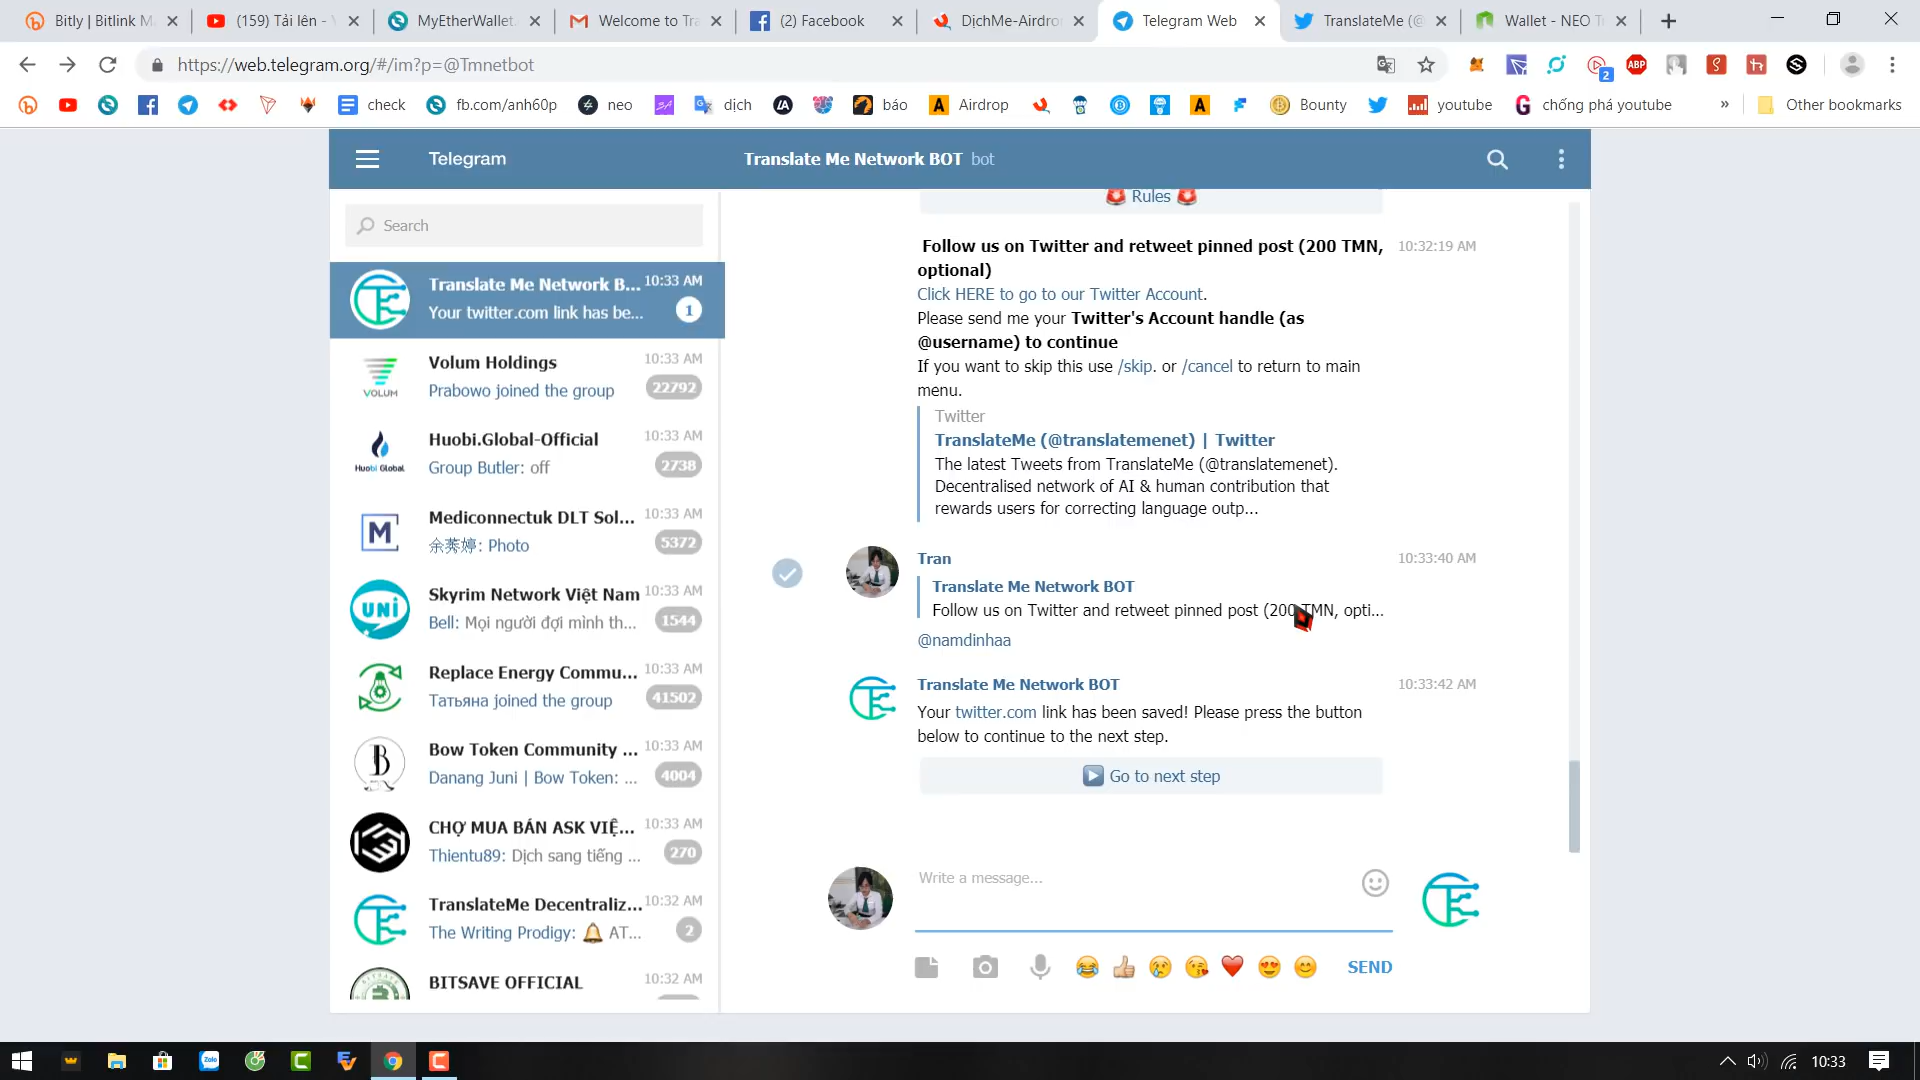 Bitly | Bitlink M
(159) Tải lên - Y
MyEtherWallet.
Welcome to Tra
(2) Facebook
DịchMe-Airdro
Telegram Web
TranslateMe (@
Wallet - NEO T
https://web.telegram.org/#/im?p=@Tmnetbot
2
ABP
check
fb.com/anh60p
neo
dịch
báo
Airdrop
Bounty
youtube
chống phá youtube
»
Other bookmarks
Telegram
Translate Me Network BOT bot
Search
Translate Me Network B... 10:33 AM
Your twitter.com link has be... 1
Volum Holdings 10:33 AM
Prabowo joined the group 22792
VOLUM
Huobi.Global-Official 10:33 AM
Group Butler: off 2738
Huobi Global
Mediconnectuk DLT Sol... 10:33 AM
余莠婷: Photo 5372
Skyrim Network Việt Nam 10:33 AM
Bell: Mọi người đợi mình th... 1544
UNI
Replace Energy Commu... 10:33 AM
Татьяна joined the group 41502
Bow Token Community ... 10:33 AM
Danang Juni | Bow Token: ... 4004
CHỢ MUA BÁN ASK VIỆ... 10:33 AM
Thientu89: Dịch sang tiếng ... 270
TranslateMe Decentraliz... 10:32 AM
The Writing Prodigy: 🔔 AT... 2
BITSAVE OFFICIAL 10:32 AM
🚨 Rules 🚨
Follow us on Twitter and retweet pinned post (200 TMN, 10:32:19 AM
optional)
Click HERE to go to our Twitter Account.
Please send me your Twitter's Account handle (as
@username) to continue
If you want to skip this use /skip. or /cancel to return to main
menu.
Twitter
TranslateMe (@translatemenet) | Twitter
The latest Tweets from TranslateMe (@translatemenet).
Decentralised network of AI & human contribution that
rewards users for correcting language outp...
Tran 10:33:40 AM
Translate Me Network BOT
Follow us on Twitter and retweet pinned post (200 TMN, opti...
@namdinhaa
Translate Me Network BOT 10:33:42 AM
Your twitter.com link has been saved! Please press the button
below to continue to the next step.
▶ Go to next step
Write a message...
SEND
Zalo
10:33